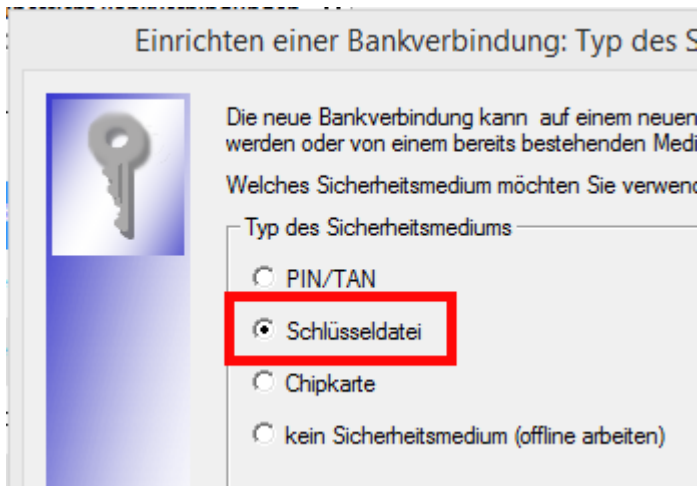 Einrichten einer Bankverbindung: Typ des S
Die neue Bankverbindung kann auf einem neuen
werden oder von einem bereits bestehenden Medi
Welches Sicherheitsmedium möchten Sie verwend
Typ des Sicherheitsmediums
PIN/TAN
Schlüsseldatei
Chipkarte
kein Sicherheitsmedium (offline arbeiten)